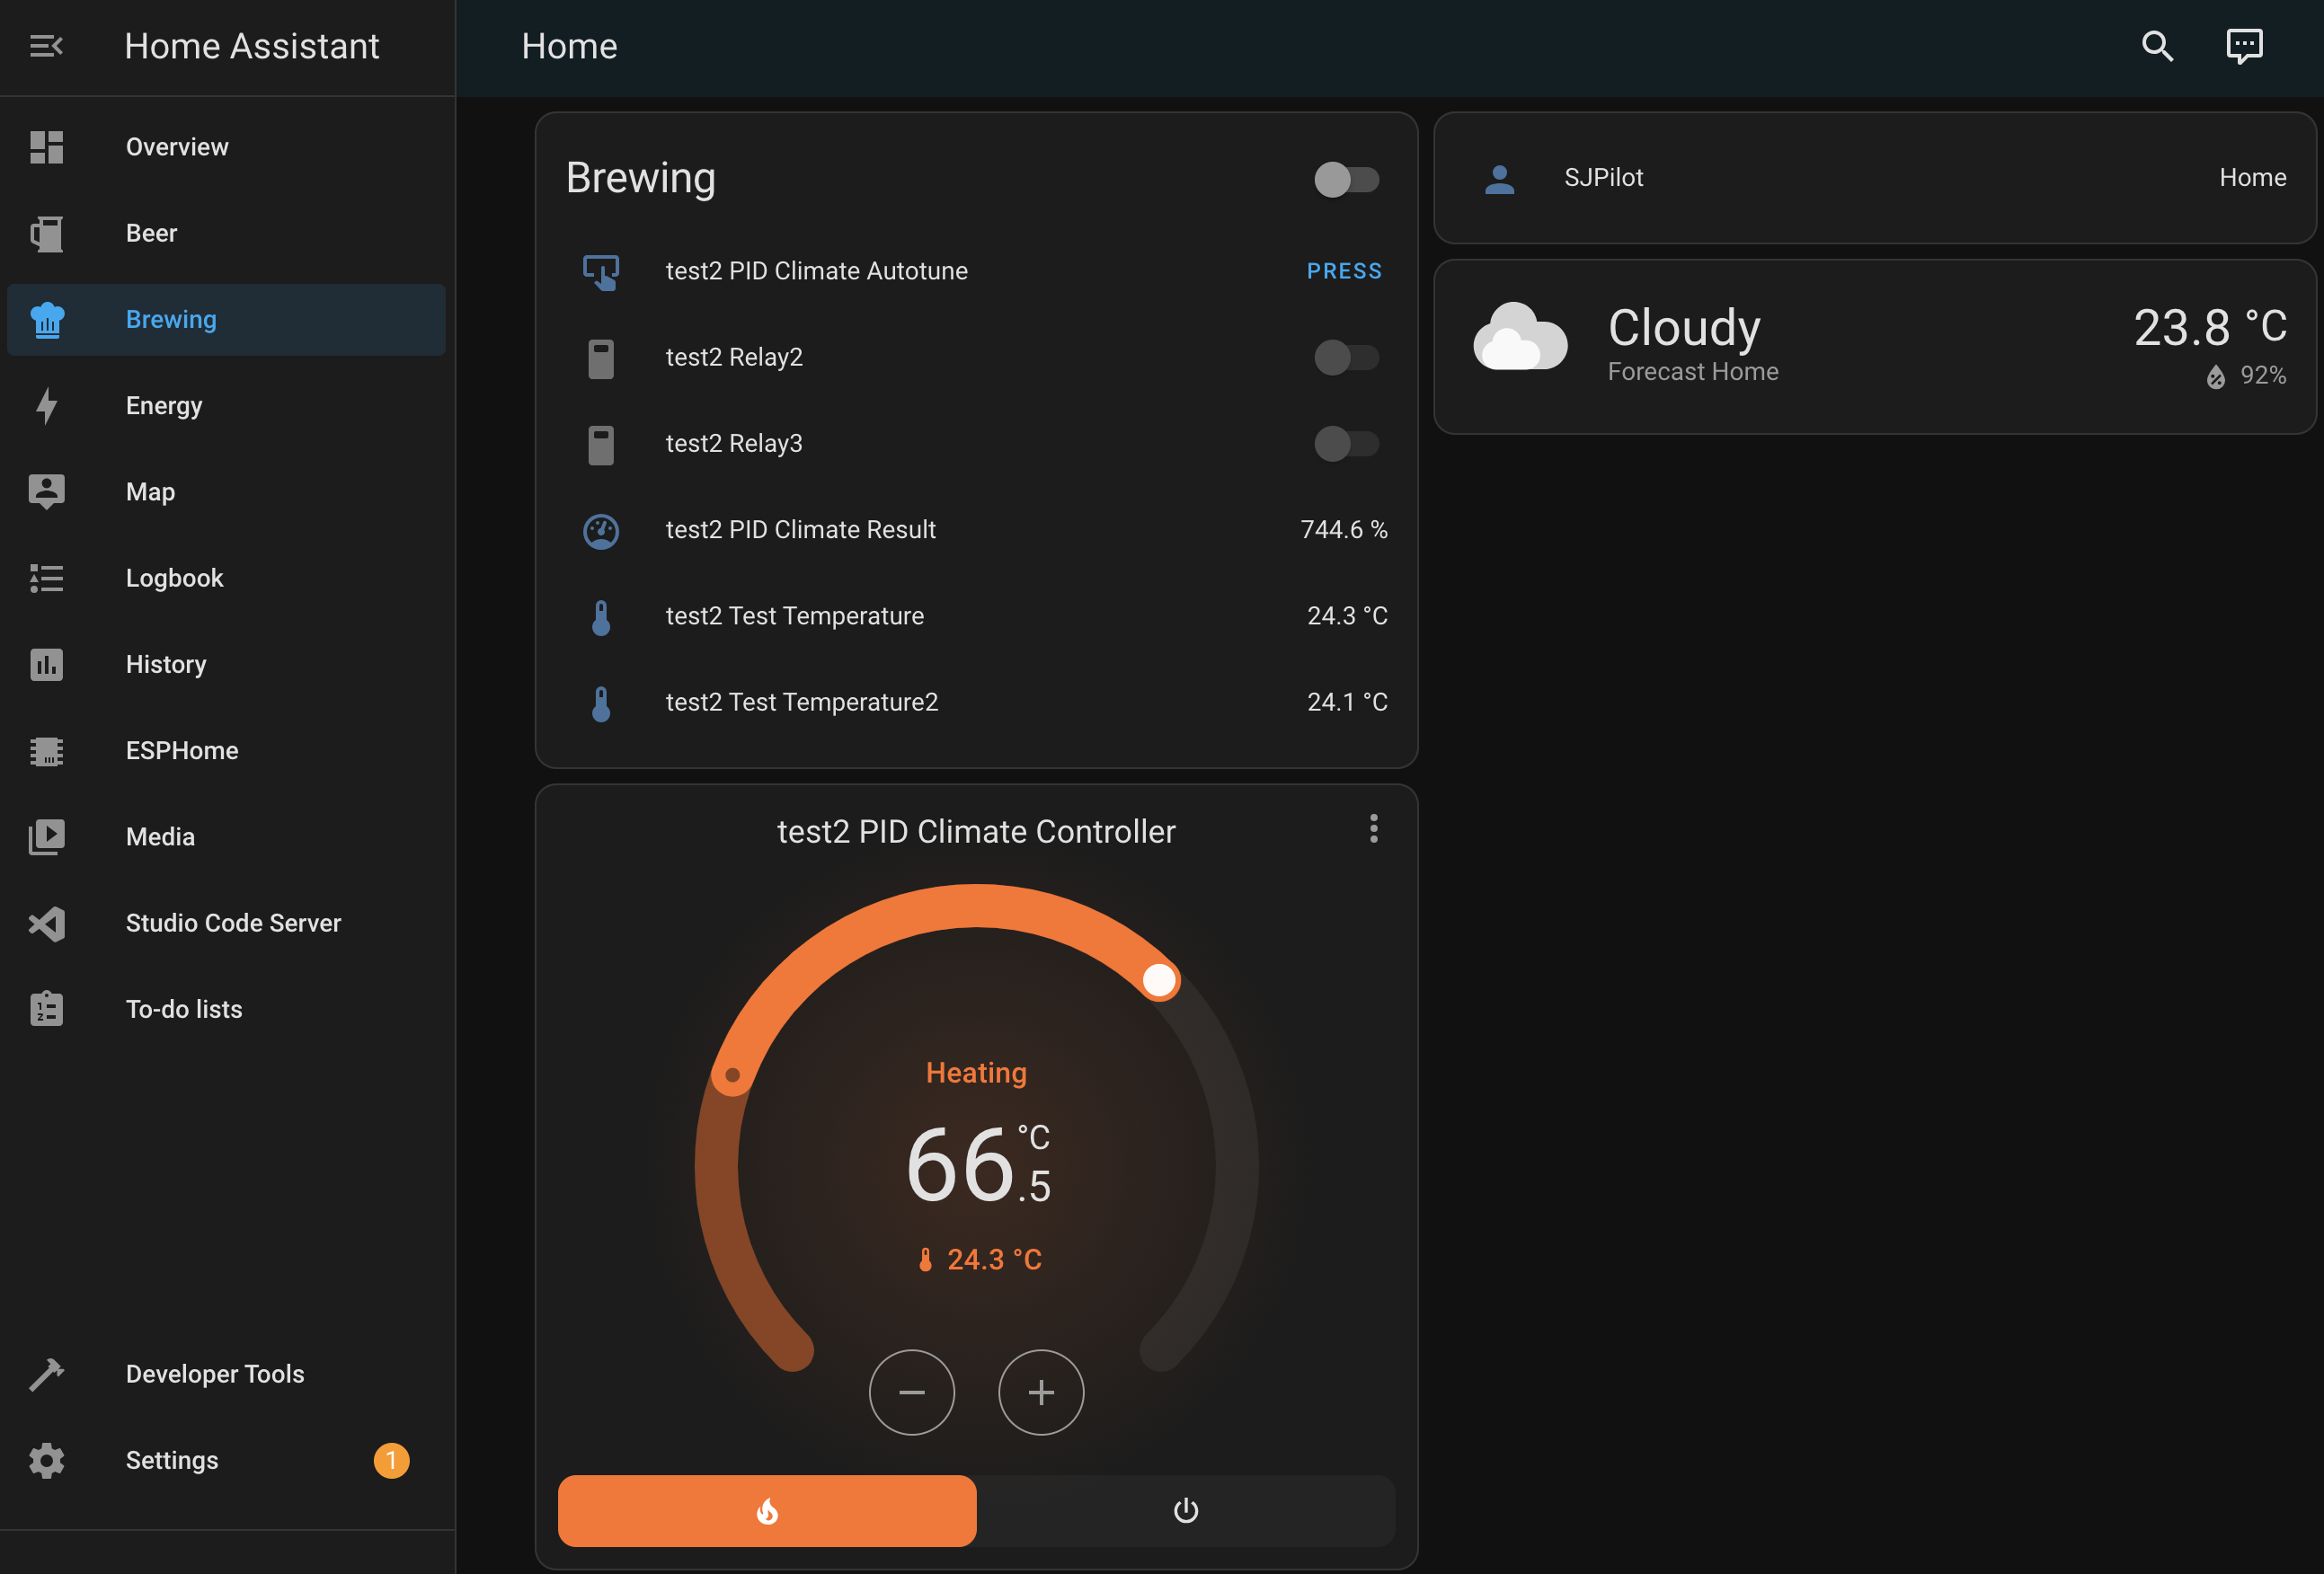 Home Assistant
Overview
Beer
Brewing
Energy
Map
Logbook
History
ESPHome
Media
Studio Code Server
To-do lists
Developer Tools
Settings 1
Home
Brewing
test2 PID Climate Autotune PRESS
test2 Relay2
test2 Relay3
test2 PID Climate Result 744.6 %
test2 Test Temperature 24.3 °C
test2 Test Temperature2 24.1 °C
test2 PID Climate Controller
Heating
66.5 °C
24.3 °C
SJPilot Home
Cloudy 23.8 °C
Forecast Home 92%